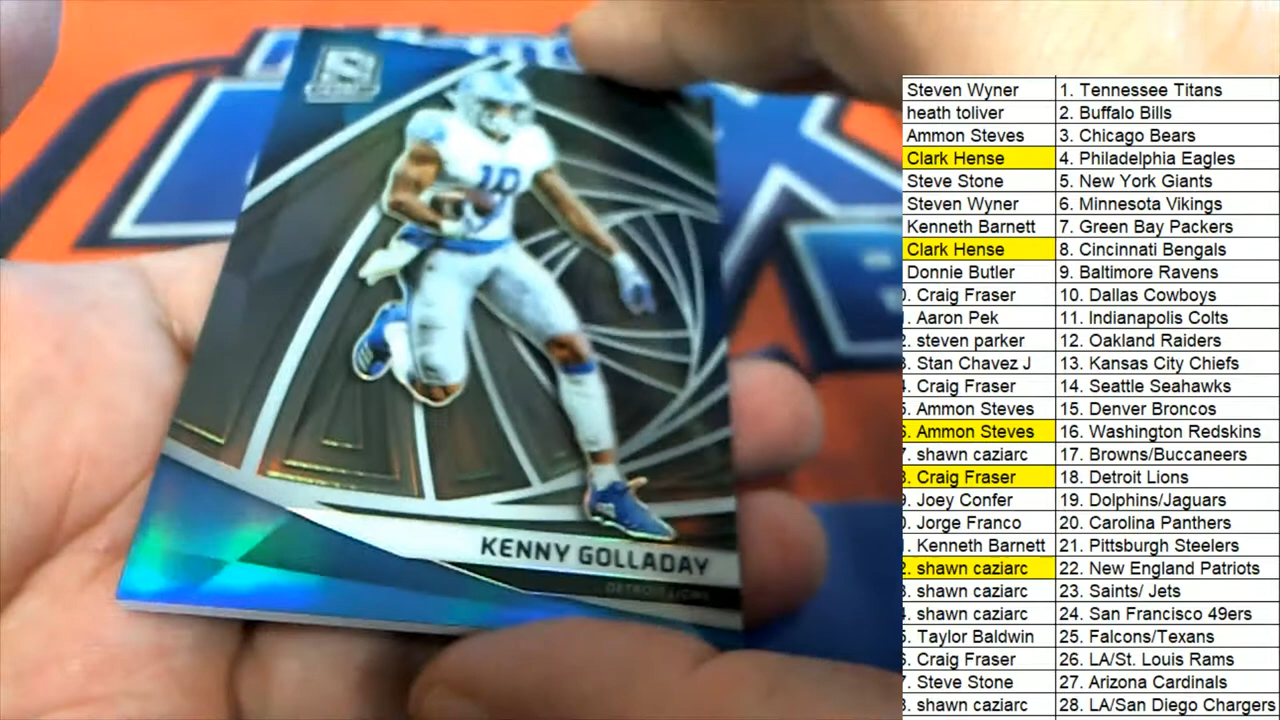 19
KENNY GOLLADAY
DETROIT LIONS
Steven Wyner 1. Tennessee Titans
heath toliver 2. Buffalo Bills
Ammon Steves 3. Chicago Bears
Clark Hense 4. Philadelphia Eagles
Steve Stone 5. New York Giants
Steven Wyner 6. Minnesota Vikings
Kenneth Barnett 7. Green Bay Packers
Clark Hense 8. Cincinnati Bengals
Donnie Butler 9. Baltimore Ravens
. Craig Fraser 10. Dallas Cowboys
. Aaron Pek 11. Indianapolis Colts
. steven parker 12. Oakland Raiders
. Stan Chavez J 13. Kansas City Chiefs
. Craig Fraser 14. Seattle Seahawks
. Ammon Steves 15. Denver Broncos
. Ammon Steves 16. Washington Redskins
. shawn caziarc 17. Browns/Buccaneers
. Craig Fraser 18. Detroit Lions
. Joey Confer 19. Dolphins/Jaguars
. Jorge Franco 20. Carolina Panthers
. Kenneth Barnett 21. Pittsburgh Steelers
. shawn caziarc 22. New England Patriots
. shawn caziarc 23. Saints/ Jets
. shawn caziarc 24. San Francisco 49ers
. Taylor Baldwin 25. Falcons/Texans
. Craig Fraser 26. LA/St. Louis Rams
. Steve Stone 27. Arizona Cardinals
. shawn caziarc 28. LA/San Diego Chargers